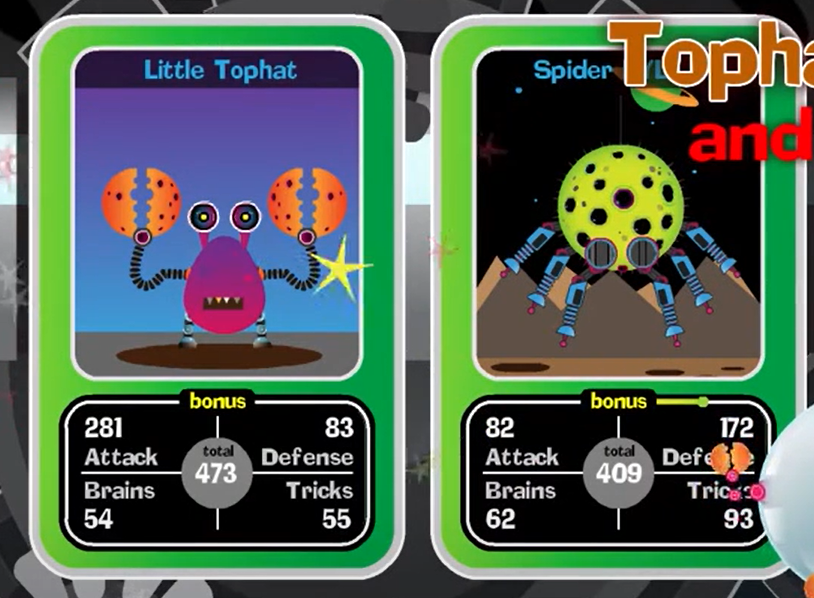 Little Tophat
bonus
281
83
Attack
total
473
Defense
Brains
Tricks
54
55
Spider
Topha
and
bonus
82
172
Attack
total
409
Brains
62
93